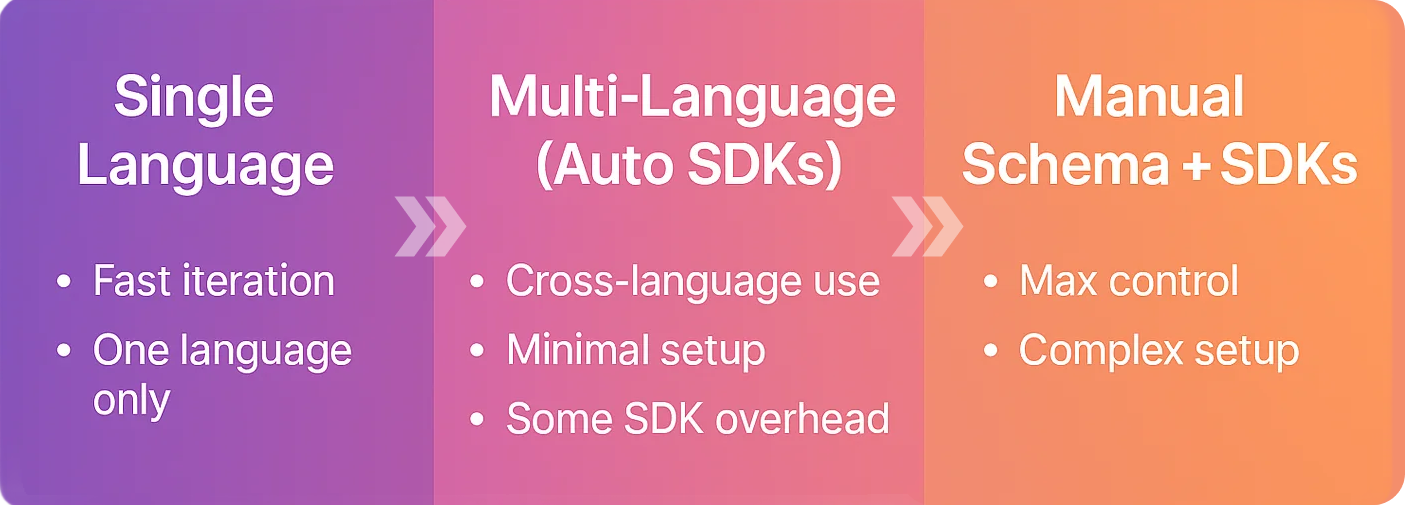 Single
Language
• Fast iteration
• One language
only
Multi-Language
(Auto SDKs)
• Cross-language use
• Minimal setup
• Some SDK overhead
Manual
Schema + SDKs
• Max control
• Complex setup